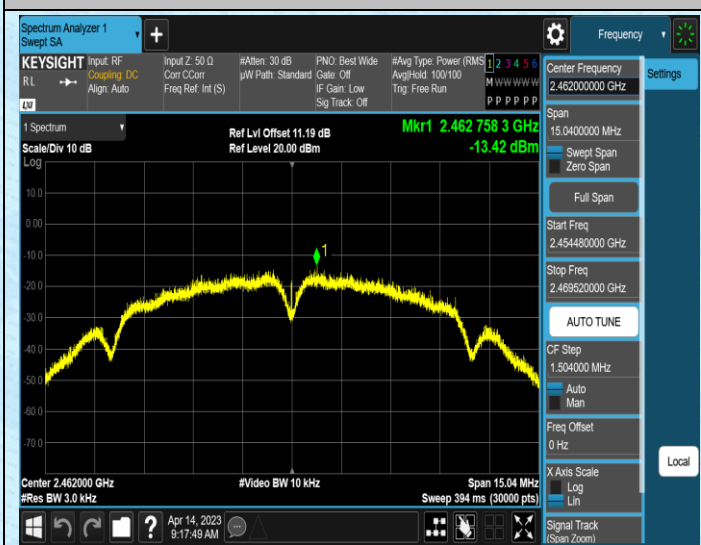 Spectrum Analyzer 1
Swept SA
+
Frequency
KEYSIGHT
R L
LXI
Input: RF
Coupling: DC
Align: Auto
Input Z: 50 Ω
Corr CCorr
Freq Ref: Int (S)
#Atten: 30 dB
µW Path: Standard
PNO: Best Wide
Gate: Off
IF Gain: Low
Sig Track: Off
#Avg Type: Power (RMS
Avg|Hold: 100/100
Trig: Free Run
1 2 3 4 5 6
M W W W W W
P P P P P P
1 Spectrum
Scale/Div 10 dB
Log
Ref Lvl Offset 11.19 dB
Ref Level 20.00 dBm
Mkr1 2.462 758 3 GHz
-13.42 dBm
10.0
0.00
-10.0
-20.0
-30.0
-40.0
-50.0
-60.0
-70.0
1
Center 2.462000 GHz
#Res BW 3.0 kHz
#Video BW 10 kHz
Span 15.04 MHz
Sweep 394 ms (30000 pts)
?
Apr 14, 2023
9:17:49 AM
Center Frequency
2.462000000 GHz
Settings
Span
15.0400000 MHz
Swept Span
Zero Span
Full Span
Start Freq
2.454480000 GHz
Stop Freq
2.469520000 GHz
AUTO TUNE
CF Step
1.504000 MHz
Auto
Man
Freq Offset
0 Hz
X Axis Scale
Log
Lin
Local
Signal Track
(Span Zoom)